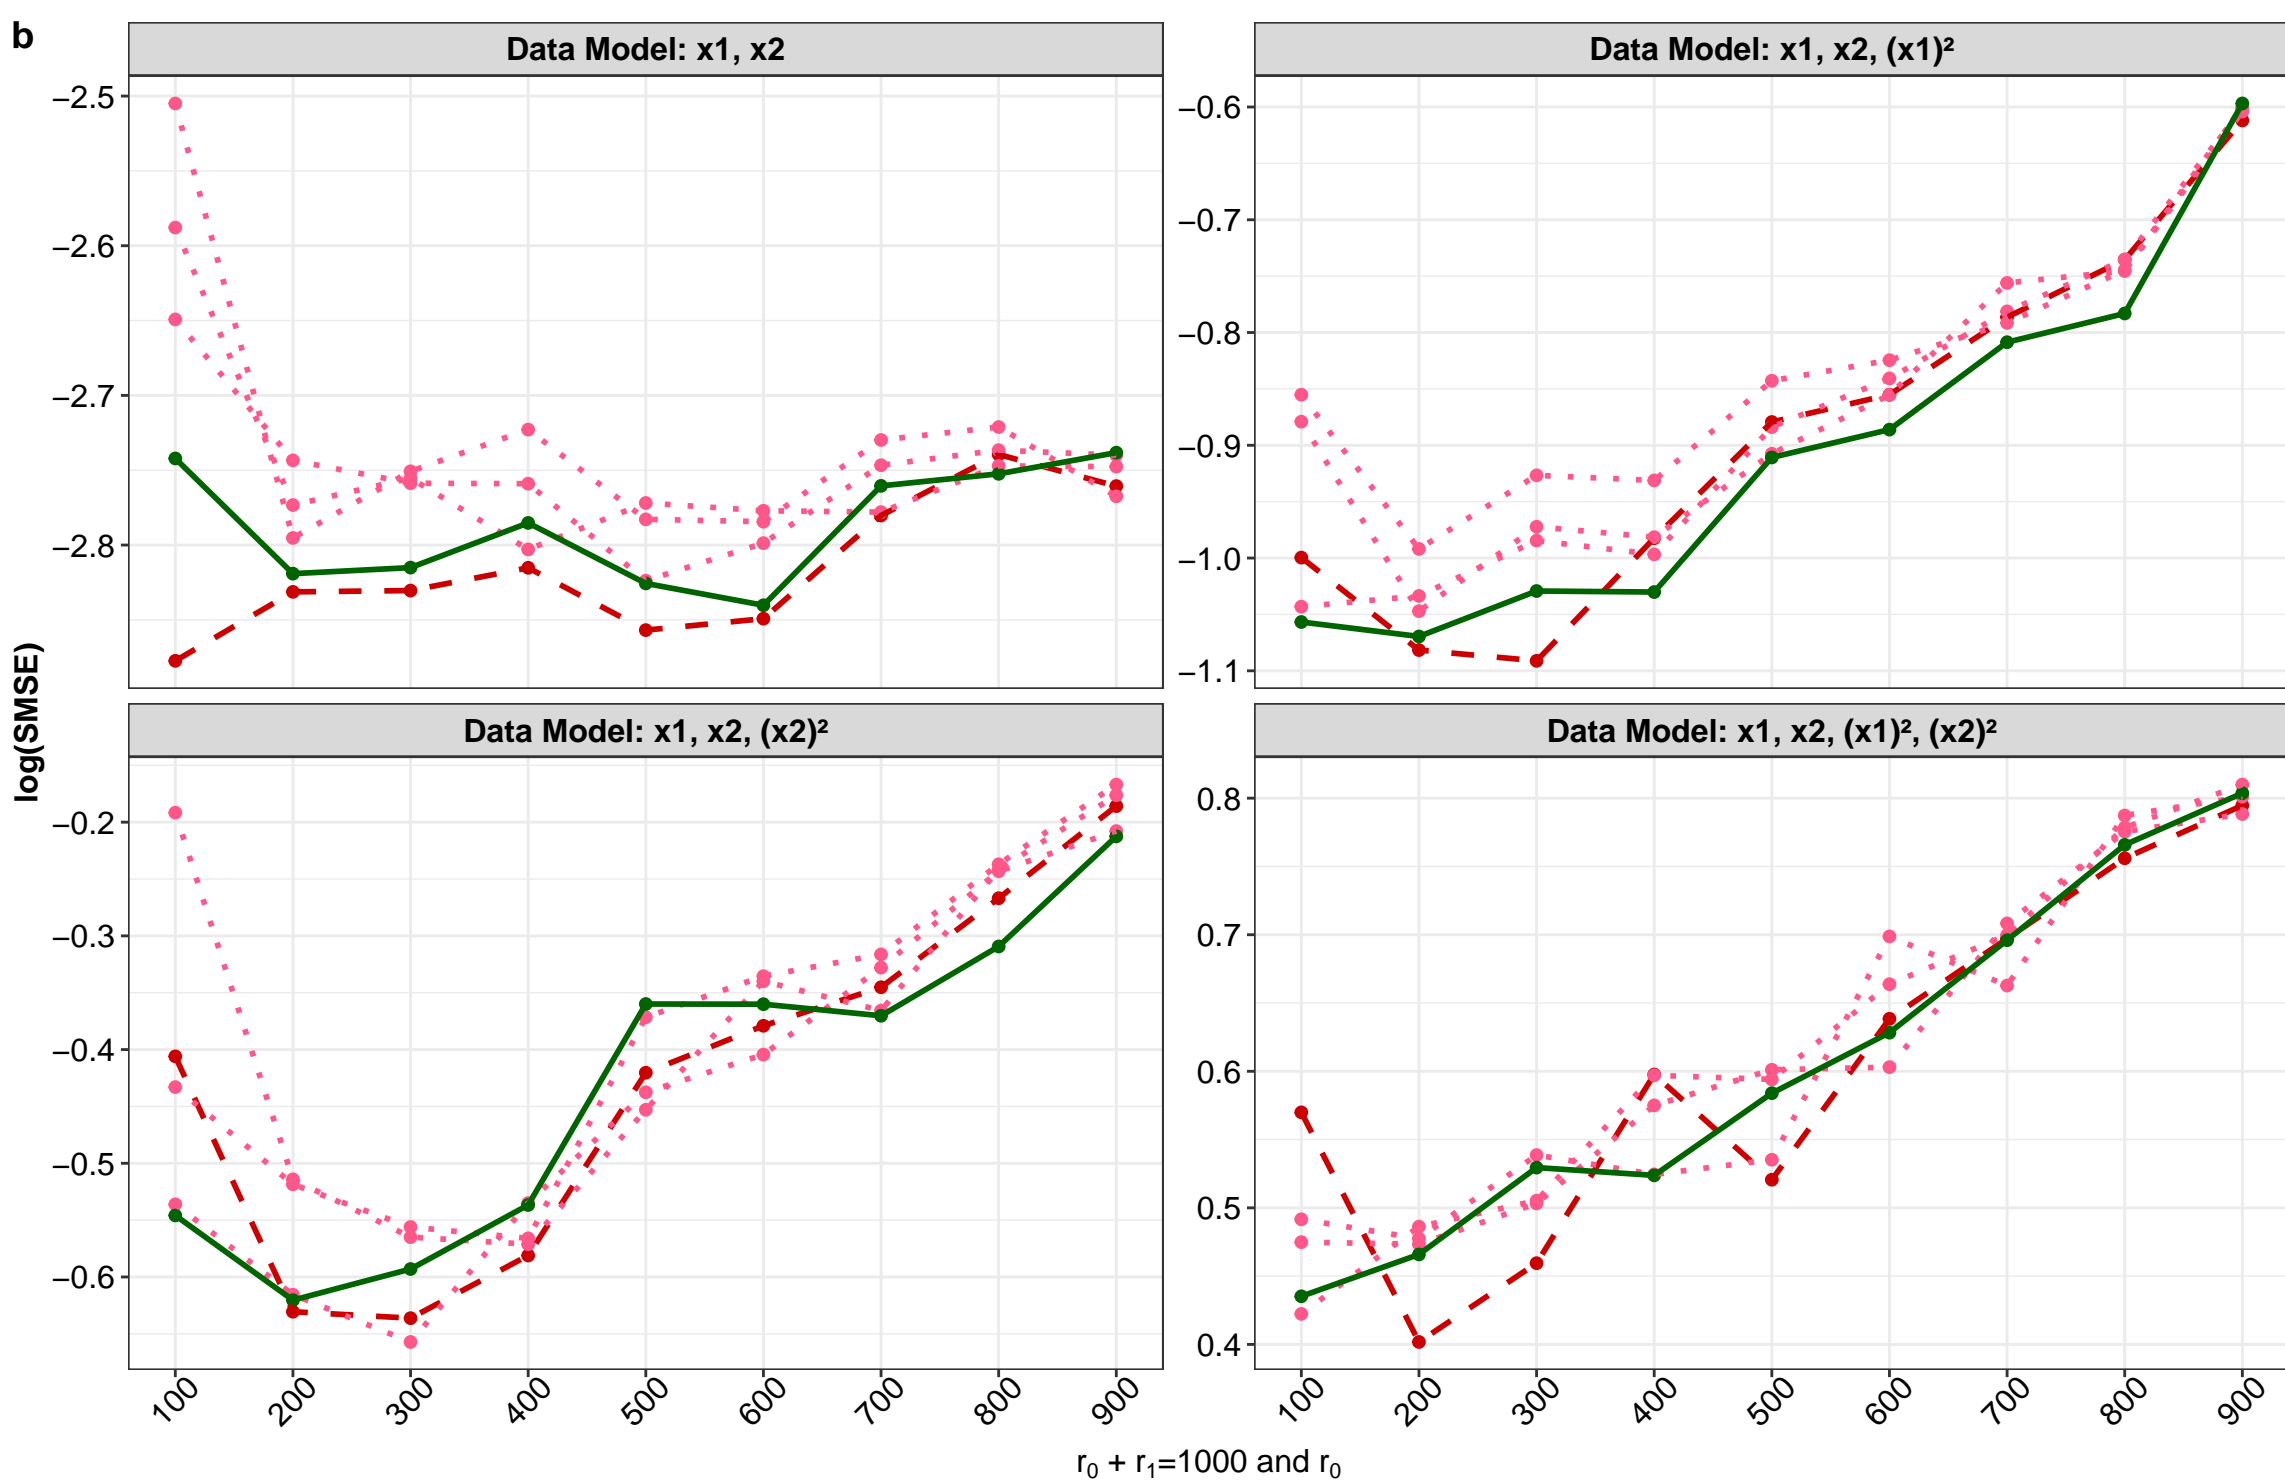 b
Data Model: x1, x2
Data Model: x1, x2, (x1)²
−2.5
−2.6
−2.7
−2.8
−0.6
−0.7
−0.8
−0.9
−1.0
−1.1
log(SMSE)
Data Model: x1, x2, (x2)²
Data Model: x1, x2, (x1)², (x2)²
−0.2
−0.3
−0.4
−0.5
−0.6
0.8
0.7
0.6
0.5
0.4
100 200 300 400 500 600 700 800 900
100 200 300 400 500 600 700 800 900
r₀ + r₁=1000 and r₀